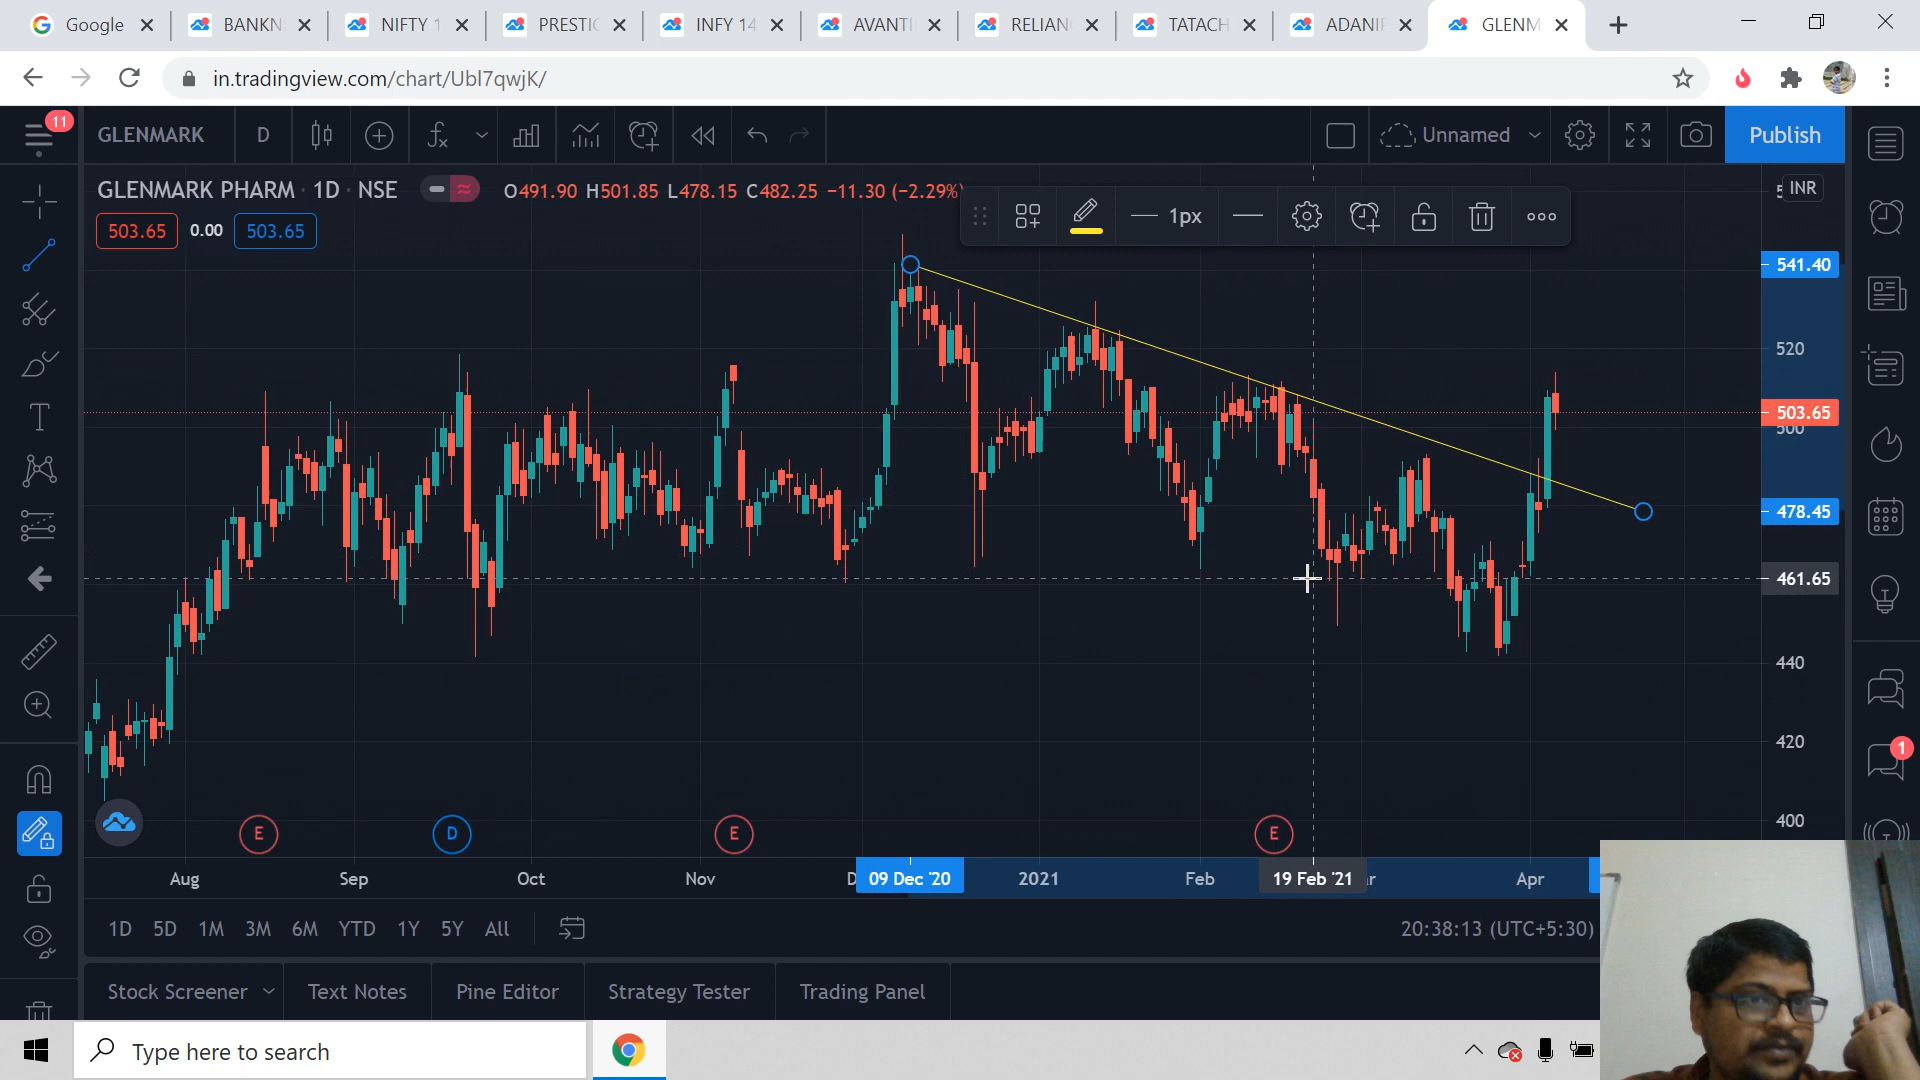 Google
BANKN
NIFTY 1
PRESTIG
INFY 14
AVANTI
RELIAN
TATACH
ADANIP
GLENM
in.tradingview.com/chart/Ubl7qwjK/
11
GLENMARK
D
Unnamed
Publish
GLENMARK PHARM · 1D · NSE
O491.90 H501.85 L478.15 C482.25 −11.30 (−2.29%)
503.65
0.00
503.65
1px
INR
541.40
520
503.65
500
478.45
461.65
440
420
400
1
E
D
E
E
Aug
Sep
Oct
Nov
D
09 Dec '20
2021
Feb
19 Feb '21
ar
Apr
1D 5D 1M 3M 6M YTD 1Y 5Y All
20:38:13 (UTC+5:30)
Stock Screener
Text Notes
Pine Editor
Strategy Tester
Trading Panel
Type here to search